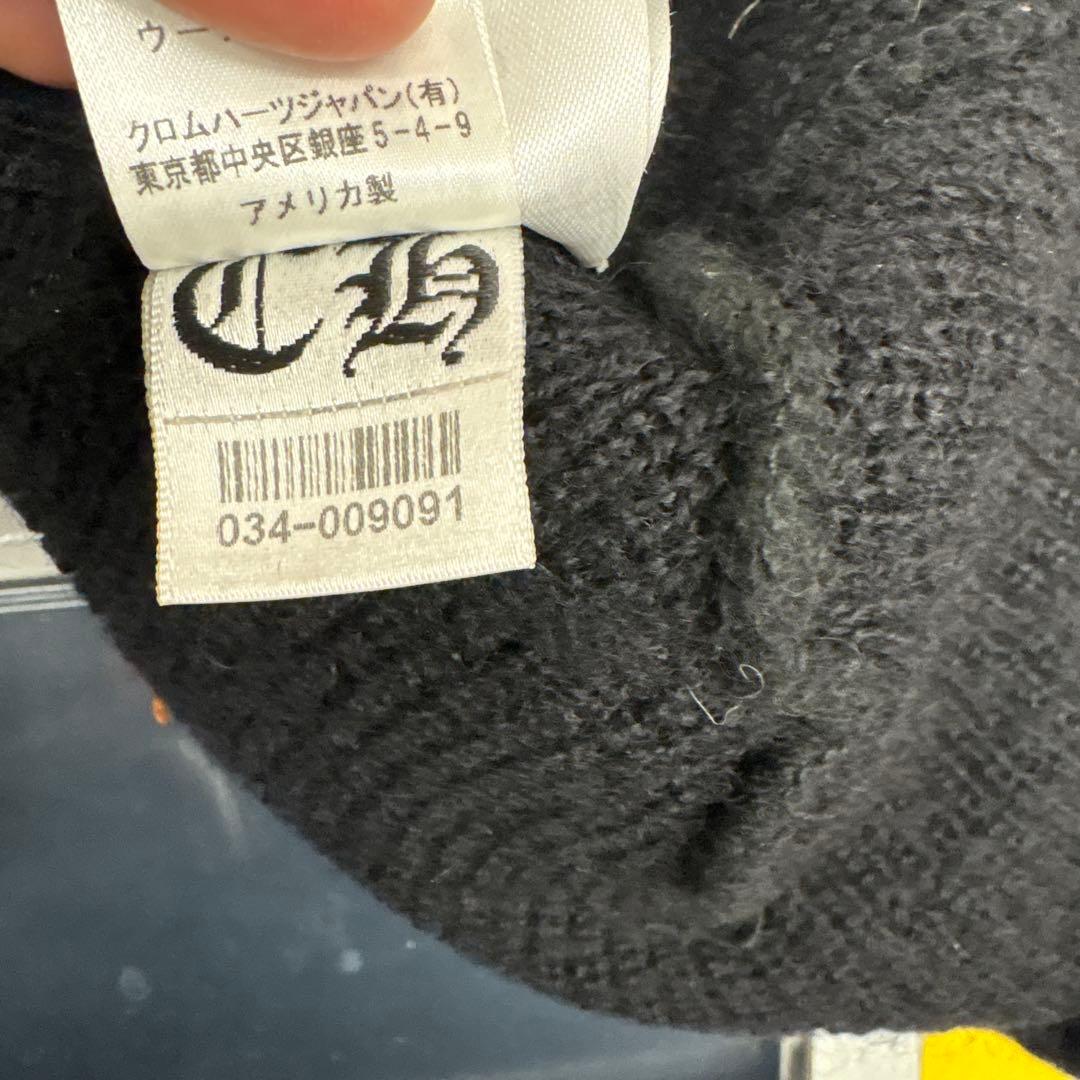 クロムハーツジャパン(有)
東京都中央区銀座5-4-9
アメリカ製
CH
034-009091